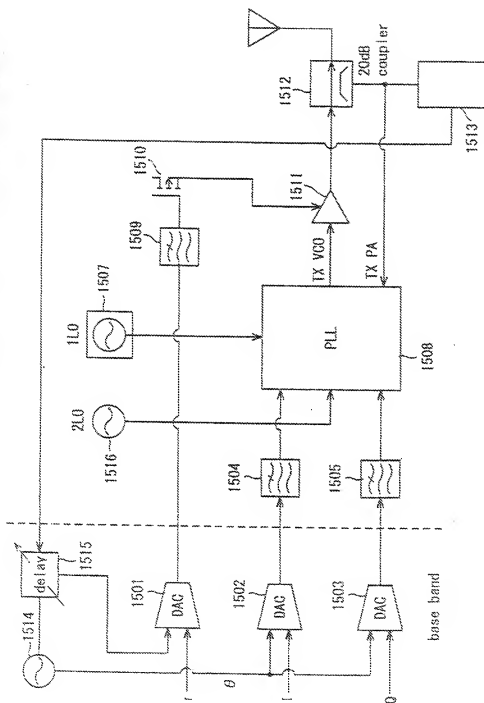 1514
delay
1515
1510
1509
1512
20dB
coupler
1LO
1507
1511
1513
2LO
1516
TX VCO
TX PA
PLL
1508
1501
DAC
1504
1502
DAC
1505
1503
DAC
θ
Q
base band